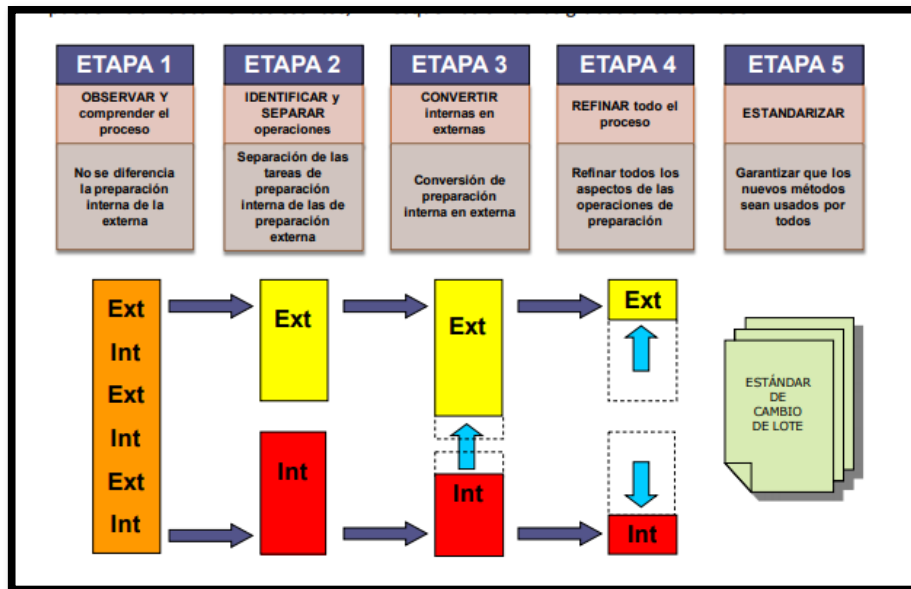 ETAPA 1
OBSERVAR Y
comprender el
proceso
No se diferencia
la preparación
interna de la
externa
ETAPA 2
IDENTIFICAR y
SEPARAR
operaciones
Separación de las
tareas de
preparación
interna de las de
preparación
externa
ETAPA 3
CONVERTIR
internas en
externas
Conversión de
preparación
interna en externa
ETAPA 4
REFINAR todo el
proceso
Refinar todos los
aspectos de las
operaciones de
preparación
ETAPA 5
ESTANDARIZAR
Garantizar que los
nuevos métodos
sean usados por
todos
Ext
Int
Ext
Int
Ext
Int
Ext
Int
Ext
Int
Ext
Int
ESTÁNDAR
DE
CAMBIO
DE LOTE